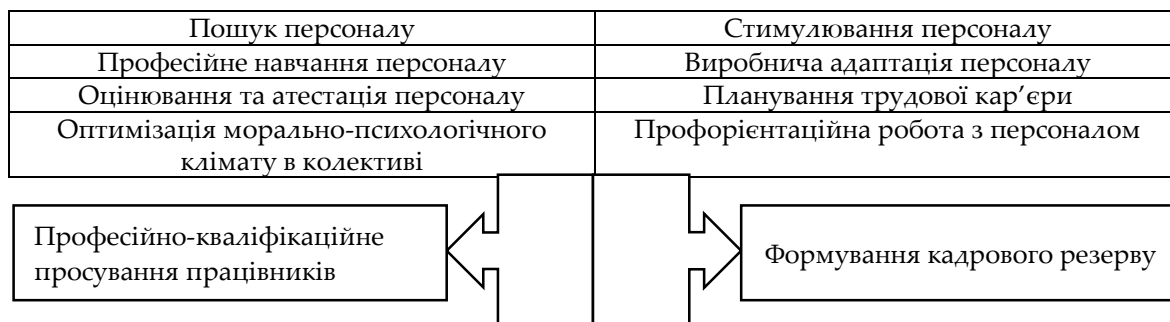 Пошук персоналу
Стимулювання персоналу
Професійне навчання персоналу
Виробнича адаптація персоналу
Оцінювання та атестація персоналу
Планування трудової кар’єри
Оптимізація морально-психологічного
клімату в колективі
Профорієнтаційна робота з персоналом
Професійно-кваліфікаційне
просування працівників
Формування кадрового резерву